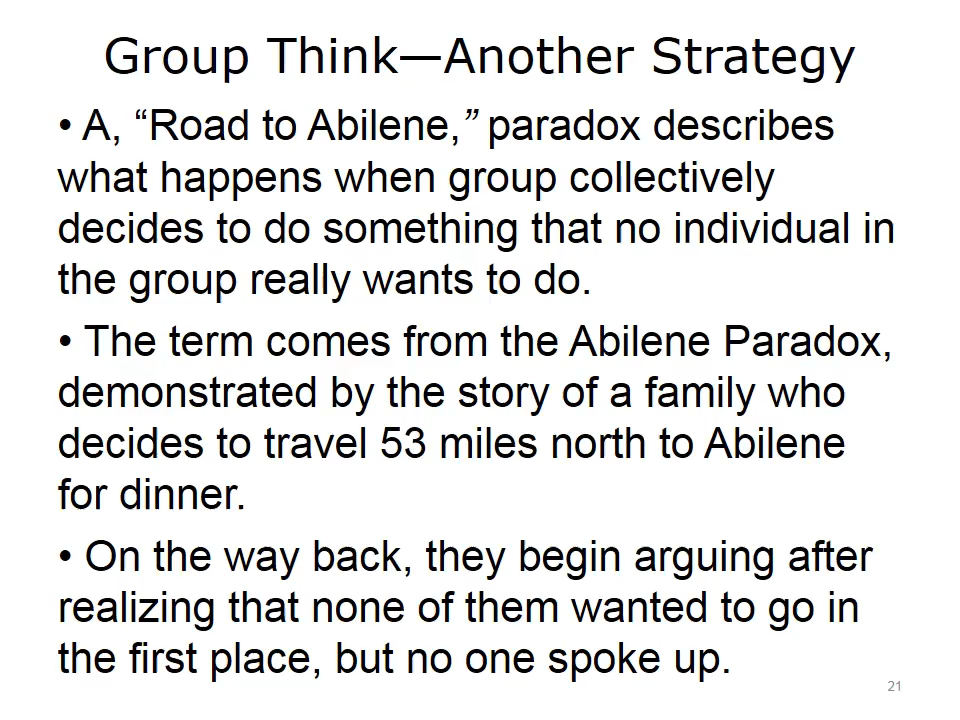 Group Think—Another Strategy
• A, “Road to Abilene,” paradox describes
what happens when group collectively
decides to do something that no individual in
the group really wants to do.
• The term comes from the Abilene Paradox,
demonstrated by the story of a family who
decides to travel 53 miles north to Abilene
for dinner.
• On the way back, they begin arguing after
realizing that none of them wanted to go in
the first place, but no one spoke up.
21